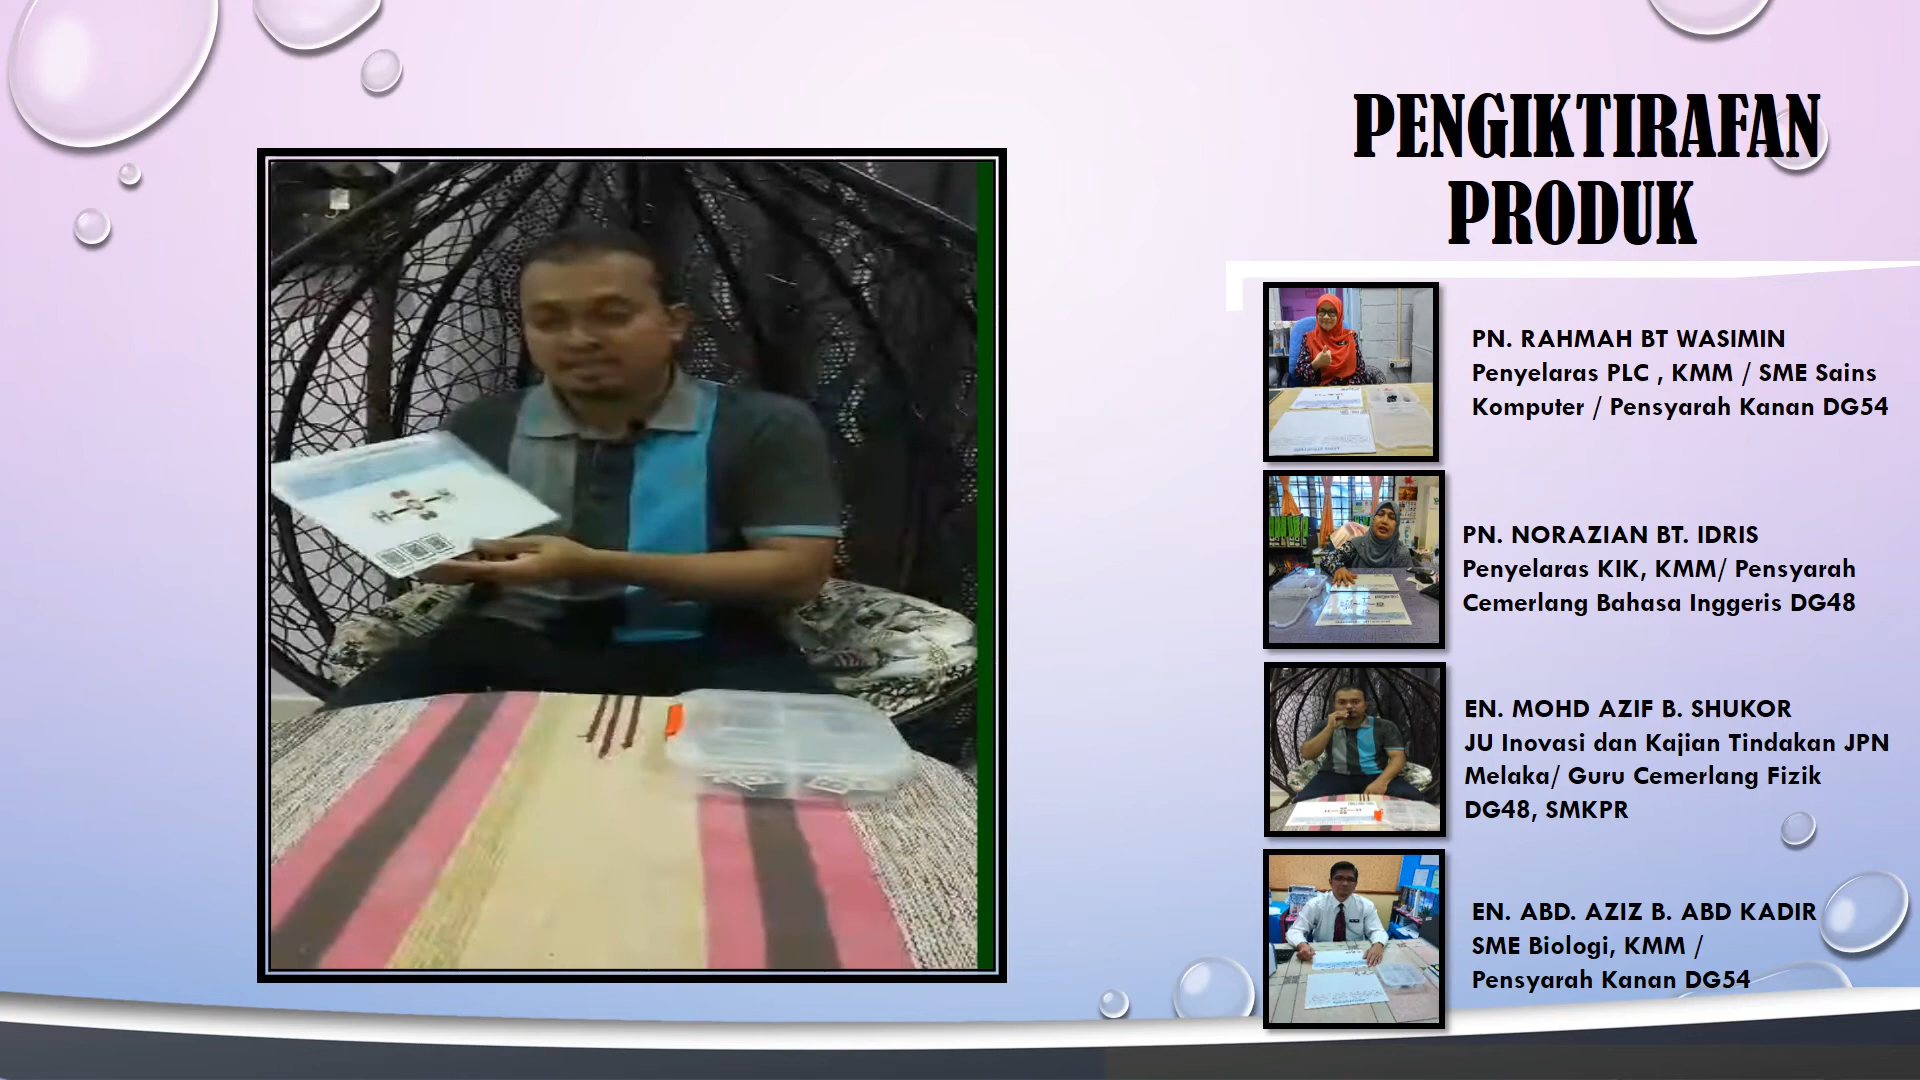 PENGIKTIRAFAN
PRODUK
PN. RAHMAH BT WASIMIN
Penyelaras PLC , KMM / SME Sains
Komputer / Pensyarah Kanan DG54
PN. NORAZIAN BT. IDRIS
Penyelaras KIK, KMM/ Pensyarah
Cemerlang Bahasa Inggeris DG48
EN. MOHD AZIF B. SHUKOR
JU Inovasi dan Kajian Tindakan JPN
Melaka/ Guru Cemerlang Fizik
DG48, SMKPR
EN. ABD. AZIZ B. ABD KADIR
SME Biologi, KMM /
Pensyarah Kanan DG54